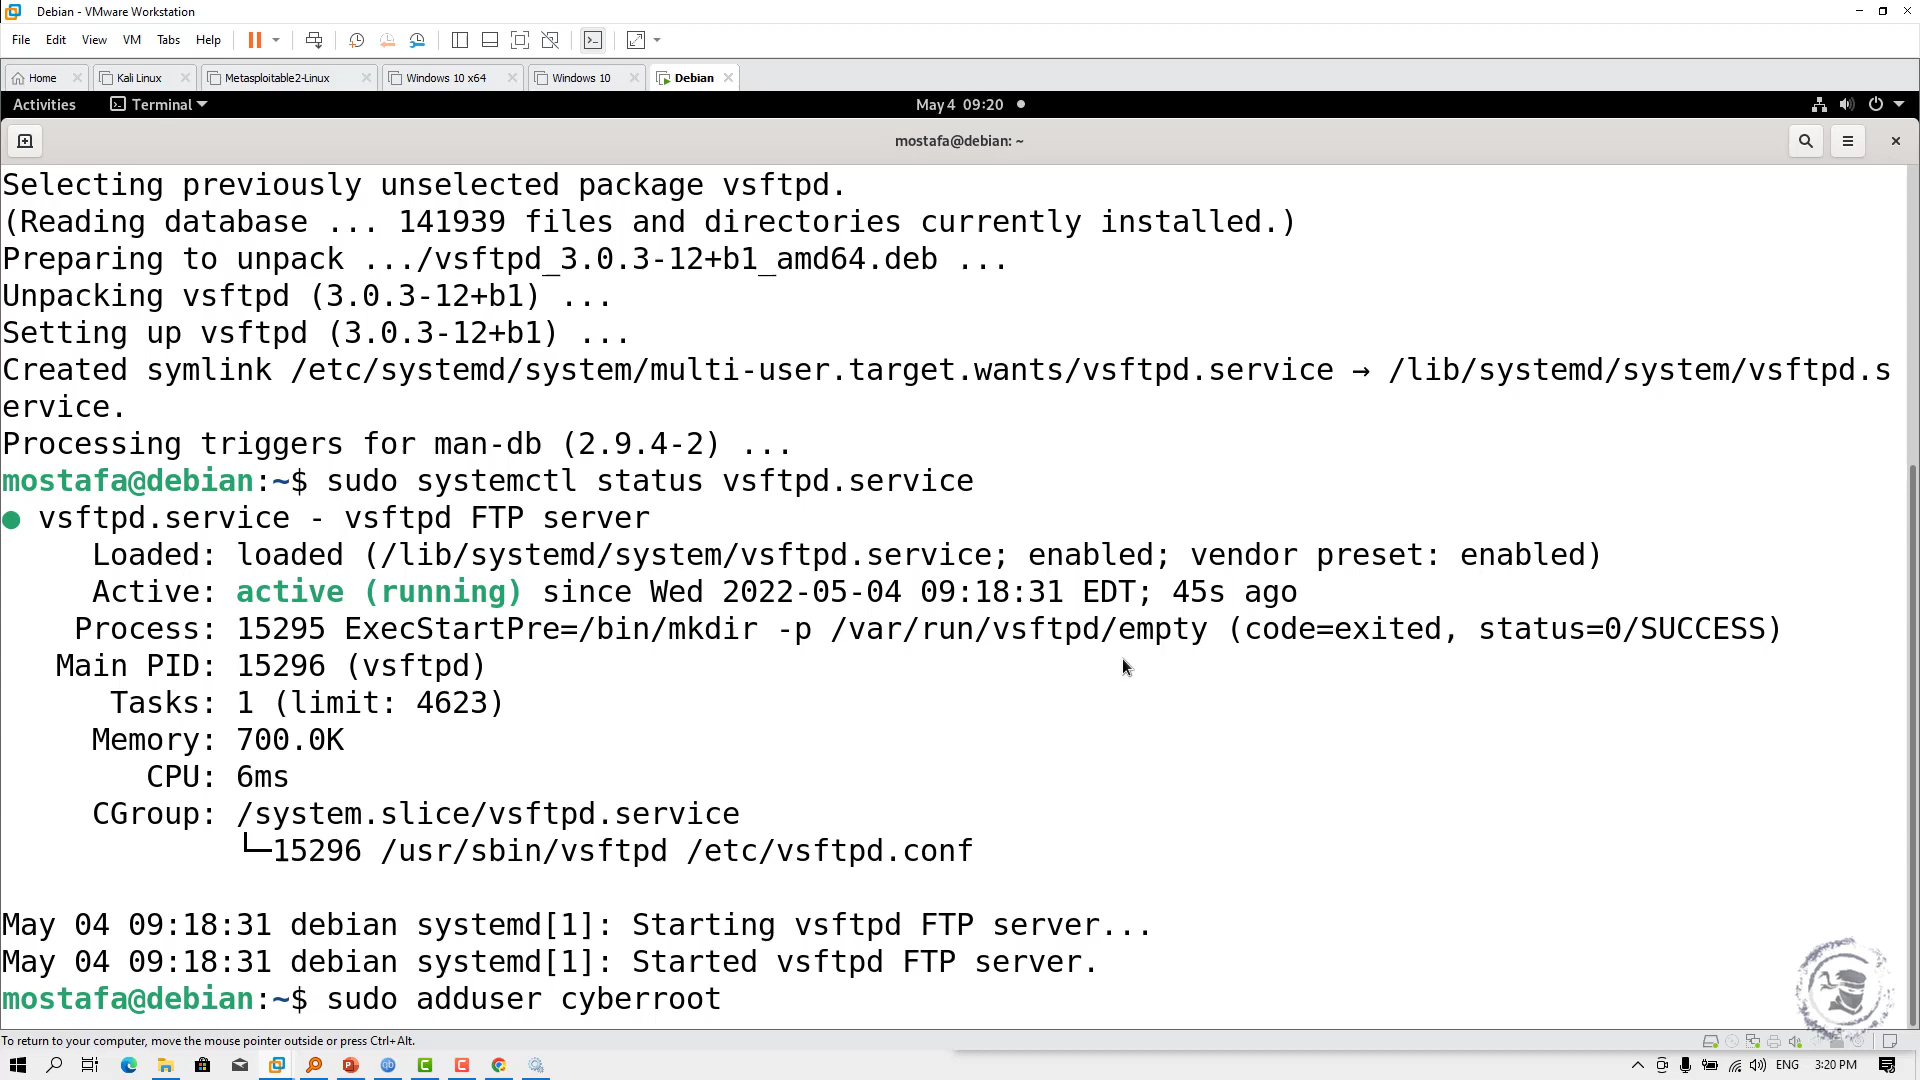 Debian - VMware Workstation
File Edit View VM Tabs Help
Home Kali Linux Metasploitable2-Linux Windows 10 x64 Windows 10 Debian
Activities Terminal May 4 09:20
mostafa@debian: ~
Selecting previously unselected package vsftpd.
(Reading database ... 141939 files and directories currently installed.)
Preparing to unpack .../vsftpd_3.0.3-12+b1_amd64.deb ...
Unpacking vsftpd (3.0.3-12+b1) ...
Setting up vsftpd (3.0.3-12+b1) ...
Created symlink /etc/systemd/system/multi-user.target.wants/vsftpd.service → /lib/systemd/system/vsftpd.s
ervice.
Processing triggers for man-db (2.9.4-2) ...
mostafa@debian:~$ sudo systemctl status vsftpd.service
● vsftpd.service - vsftpd FTP server
Loaded: loaded (/lib/systemd/system/vsftpd.service; enabled; vendor preset: enabled)
Active: active (running) since Wed 2022-05-04 09:18:31 EDT; 45s ago
Process: 15295 ExecStartPre=/bin/mkdir -p /var/run/vsftpd/empty (code=exited, status=0/SUCCESS)
Main PID: 15296 (vsftpd)
Tasks: 1 (limit: 4623)
Memory: 700.0K
CPU: 6ms
CGroup: /system.slice/vsftpd.service
└─15296 /usr/sbin/vsftpd /etc/vsftpd.conf
May 04 09:18:31 debian systemd[1]: Starting vsftpd FTP server...
May 04 09:18:31 debian systemd[1]: Started vsftpd FTP server.
mostafa@debian:~$ sudo adduser cyberroot
To return to your computer, move the mouse pointer outside or press Ctrl+Alt.
ENG 3:20 PM